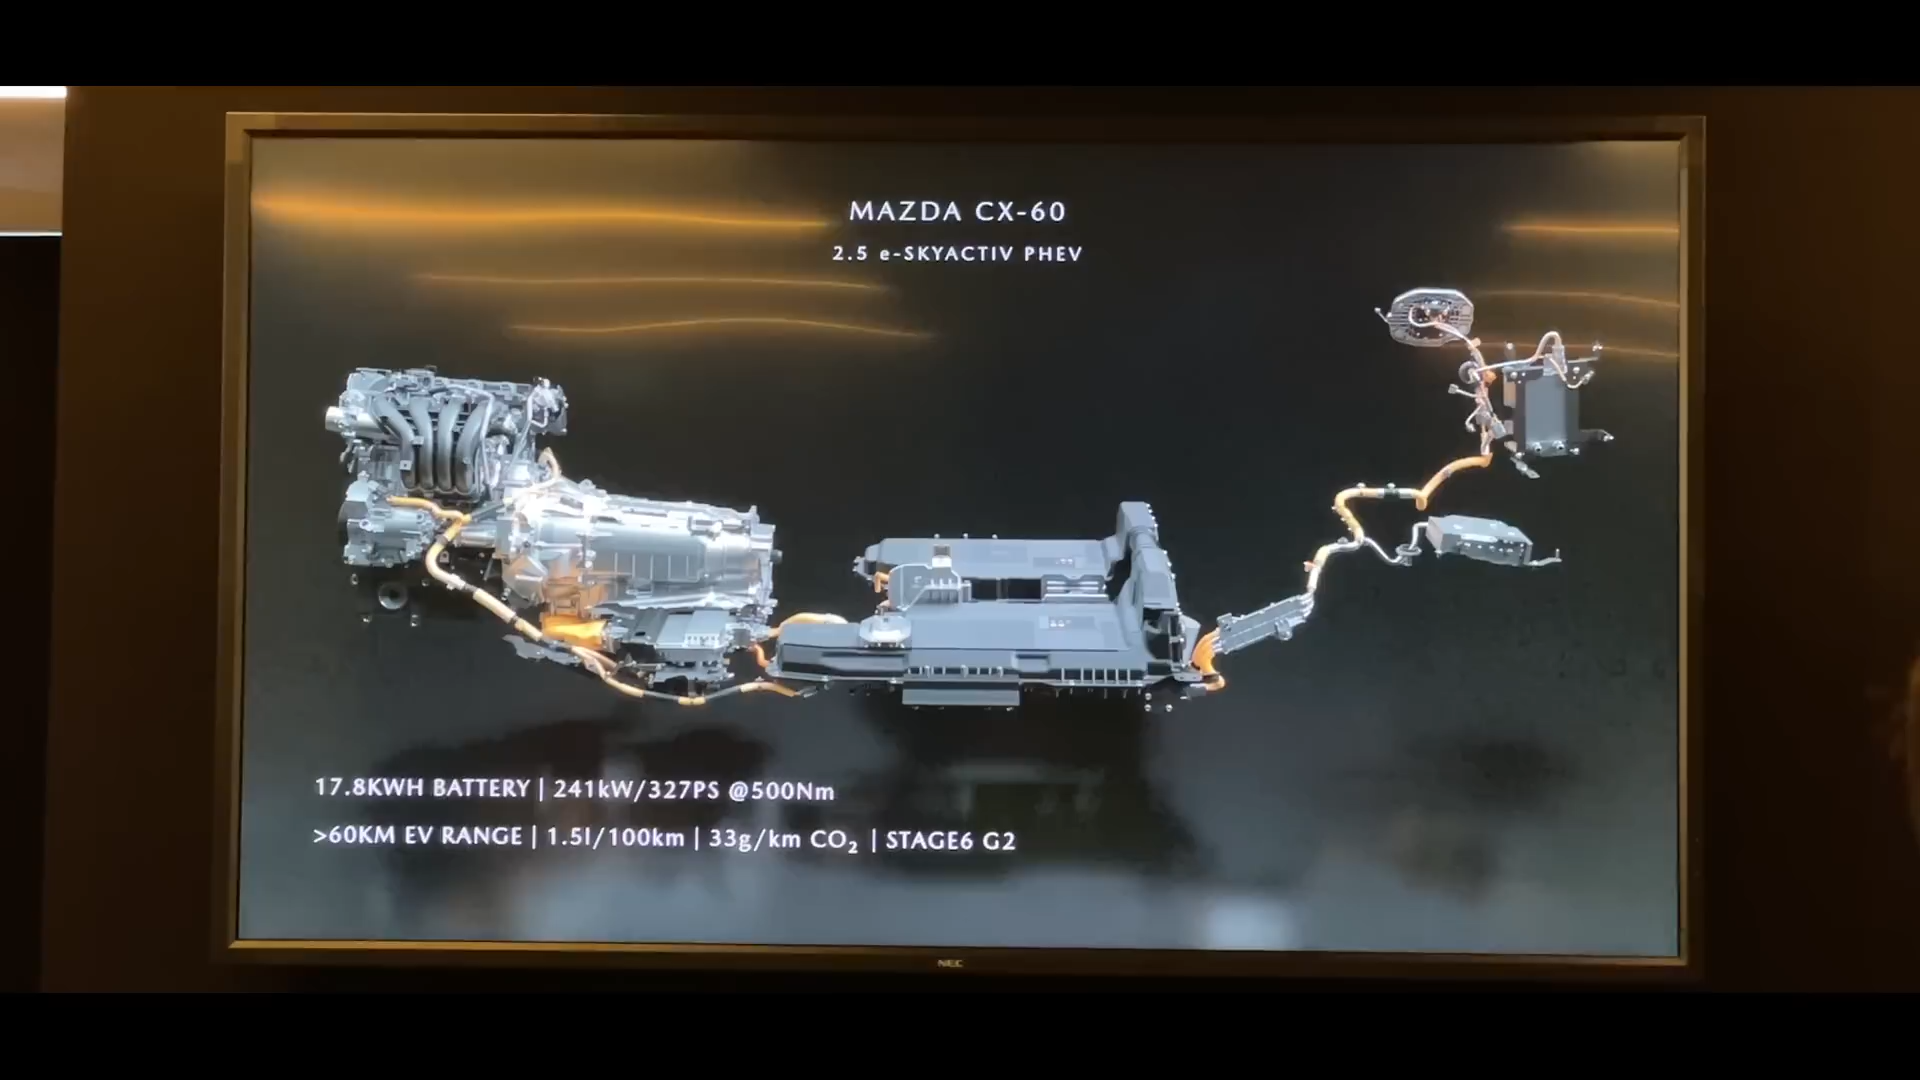 MAZDA CX-60
2.5 e-SKYACTIV PHEV
17.8KWH BATTERY | 241kW/327PS @500Nm
>60KM EV RANGE | 1.5l/100km | 33g/km CO₂ | STAGE6 G2
NEC